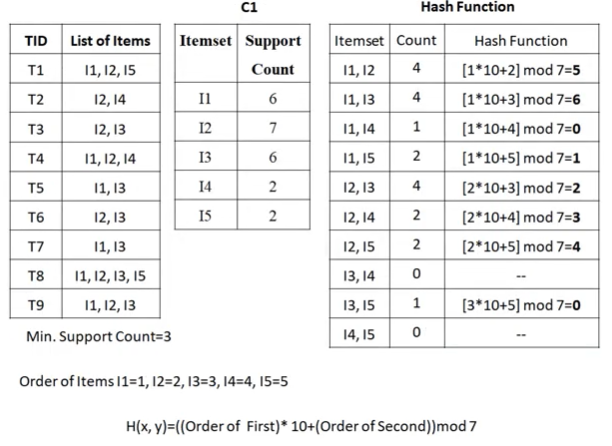 C1 Hash Function
TID List of Items
T1 I1, I2, I5
T2 I2, I4
T3 I2, I3
T4 I1, I2, I4
T5 I1, I3
T6 I2, I3
T7 I1, I3
T8 I1, I2, I3, I5
T9 I1, I2, I3
Min. Support Count=3
Itemset Support
Count
I1 6
I2 7
I3 6
I4 2
I5 2
Itemset Count Hash Function
I1, I2 4 [1*10+2] mod 7=5
I1, I3 4 [1*10+3] mod 7=6
I1, I4 1 [1*10+4] mod 7=0
I1, I5 2 [1*10+5] mod 7=1
I2, I3 4 [2*10+3] mod 7=2
I2, I4 2 [2*10+4] mod 7=3
I2, I5 2 [2*10+5] mod 7=4
I3, I4 0 --
I3, I5 1 [3*10+5] mod 7=0
I4, I5 0 --
Order of Items I1=1, I2=2, I3=3, I4=4, I5=5
H(x, y)=((Order of First)* 10+(Order of Second))mod 7